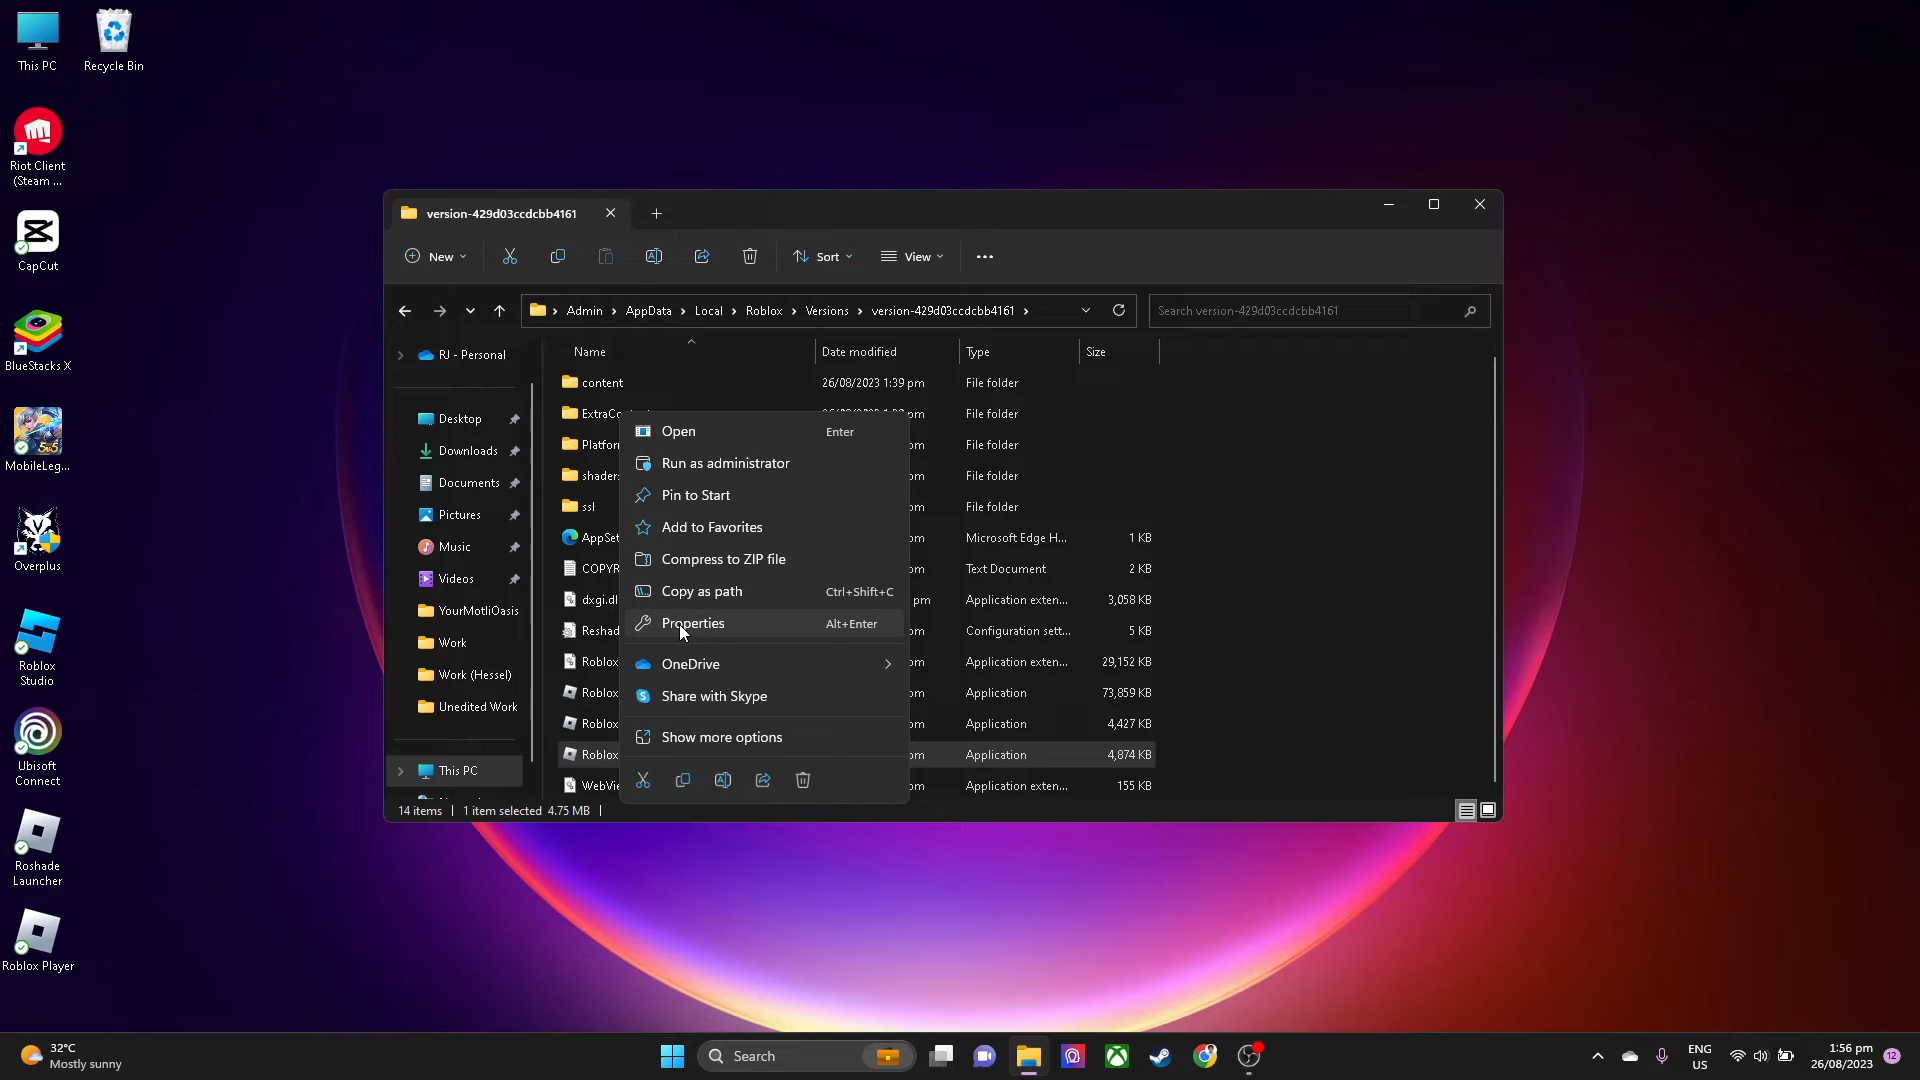 This PC
Recycle Bin
Riot Client
(Steam ...
CapCut
BlueStacks X
MobileLeg...
Overplus
Roblox
Studio
Ubisoft
Connect
Roshade
Launcher
Roblox Player
version-429d03ccdcbb4161
New
Sort
View
Admin > AppData > Local > Roblox > Versions > version-429d03ccdcbb4161 >
Search version-429d03ccdcbb4161
RJ - Personal
Desktop
Downloads
Documents
Pictures
Music
Videos
YourMotliOasis
Work
Work (Hessel)
Unedited Work
This PC
Name Date modified Type Size
content 26/08/2023 1:39 pm File folder
File folder
Platfor pm File folder
shader pm File folder
ssl pm File folder
AppSet pm Microsoft Edge H... 1 KB
COPYR pm Text Document 2 KB
dxgi.dl pm Application exten... 3,058 KB
Reshad pm Configuration sett... 5 KB
Roblox pm Application exten... 29,152 KB
Roblox pm Application 73,859 KB
Roblox pm Application 4,427 KB
Roblox pm Application 4,874 KB
WebVie pm Application exten... 155 KB
Open Enter
Run as administrator
Pin to Start
Add to Favorites
Compress to ZIP file
Copy as path Ctrl+Shift+C
Properties Alt+Enter
OneDrive
Share with Skype
Show more options
14 items 1 item selected 4.75 MB
32°C
Mostly sunny
Search
ENG
US
1:56 pm
26/08/2023
12